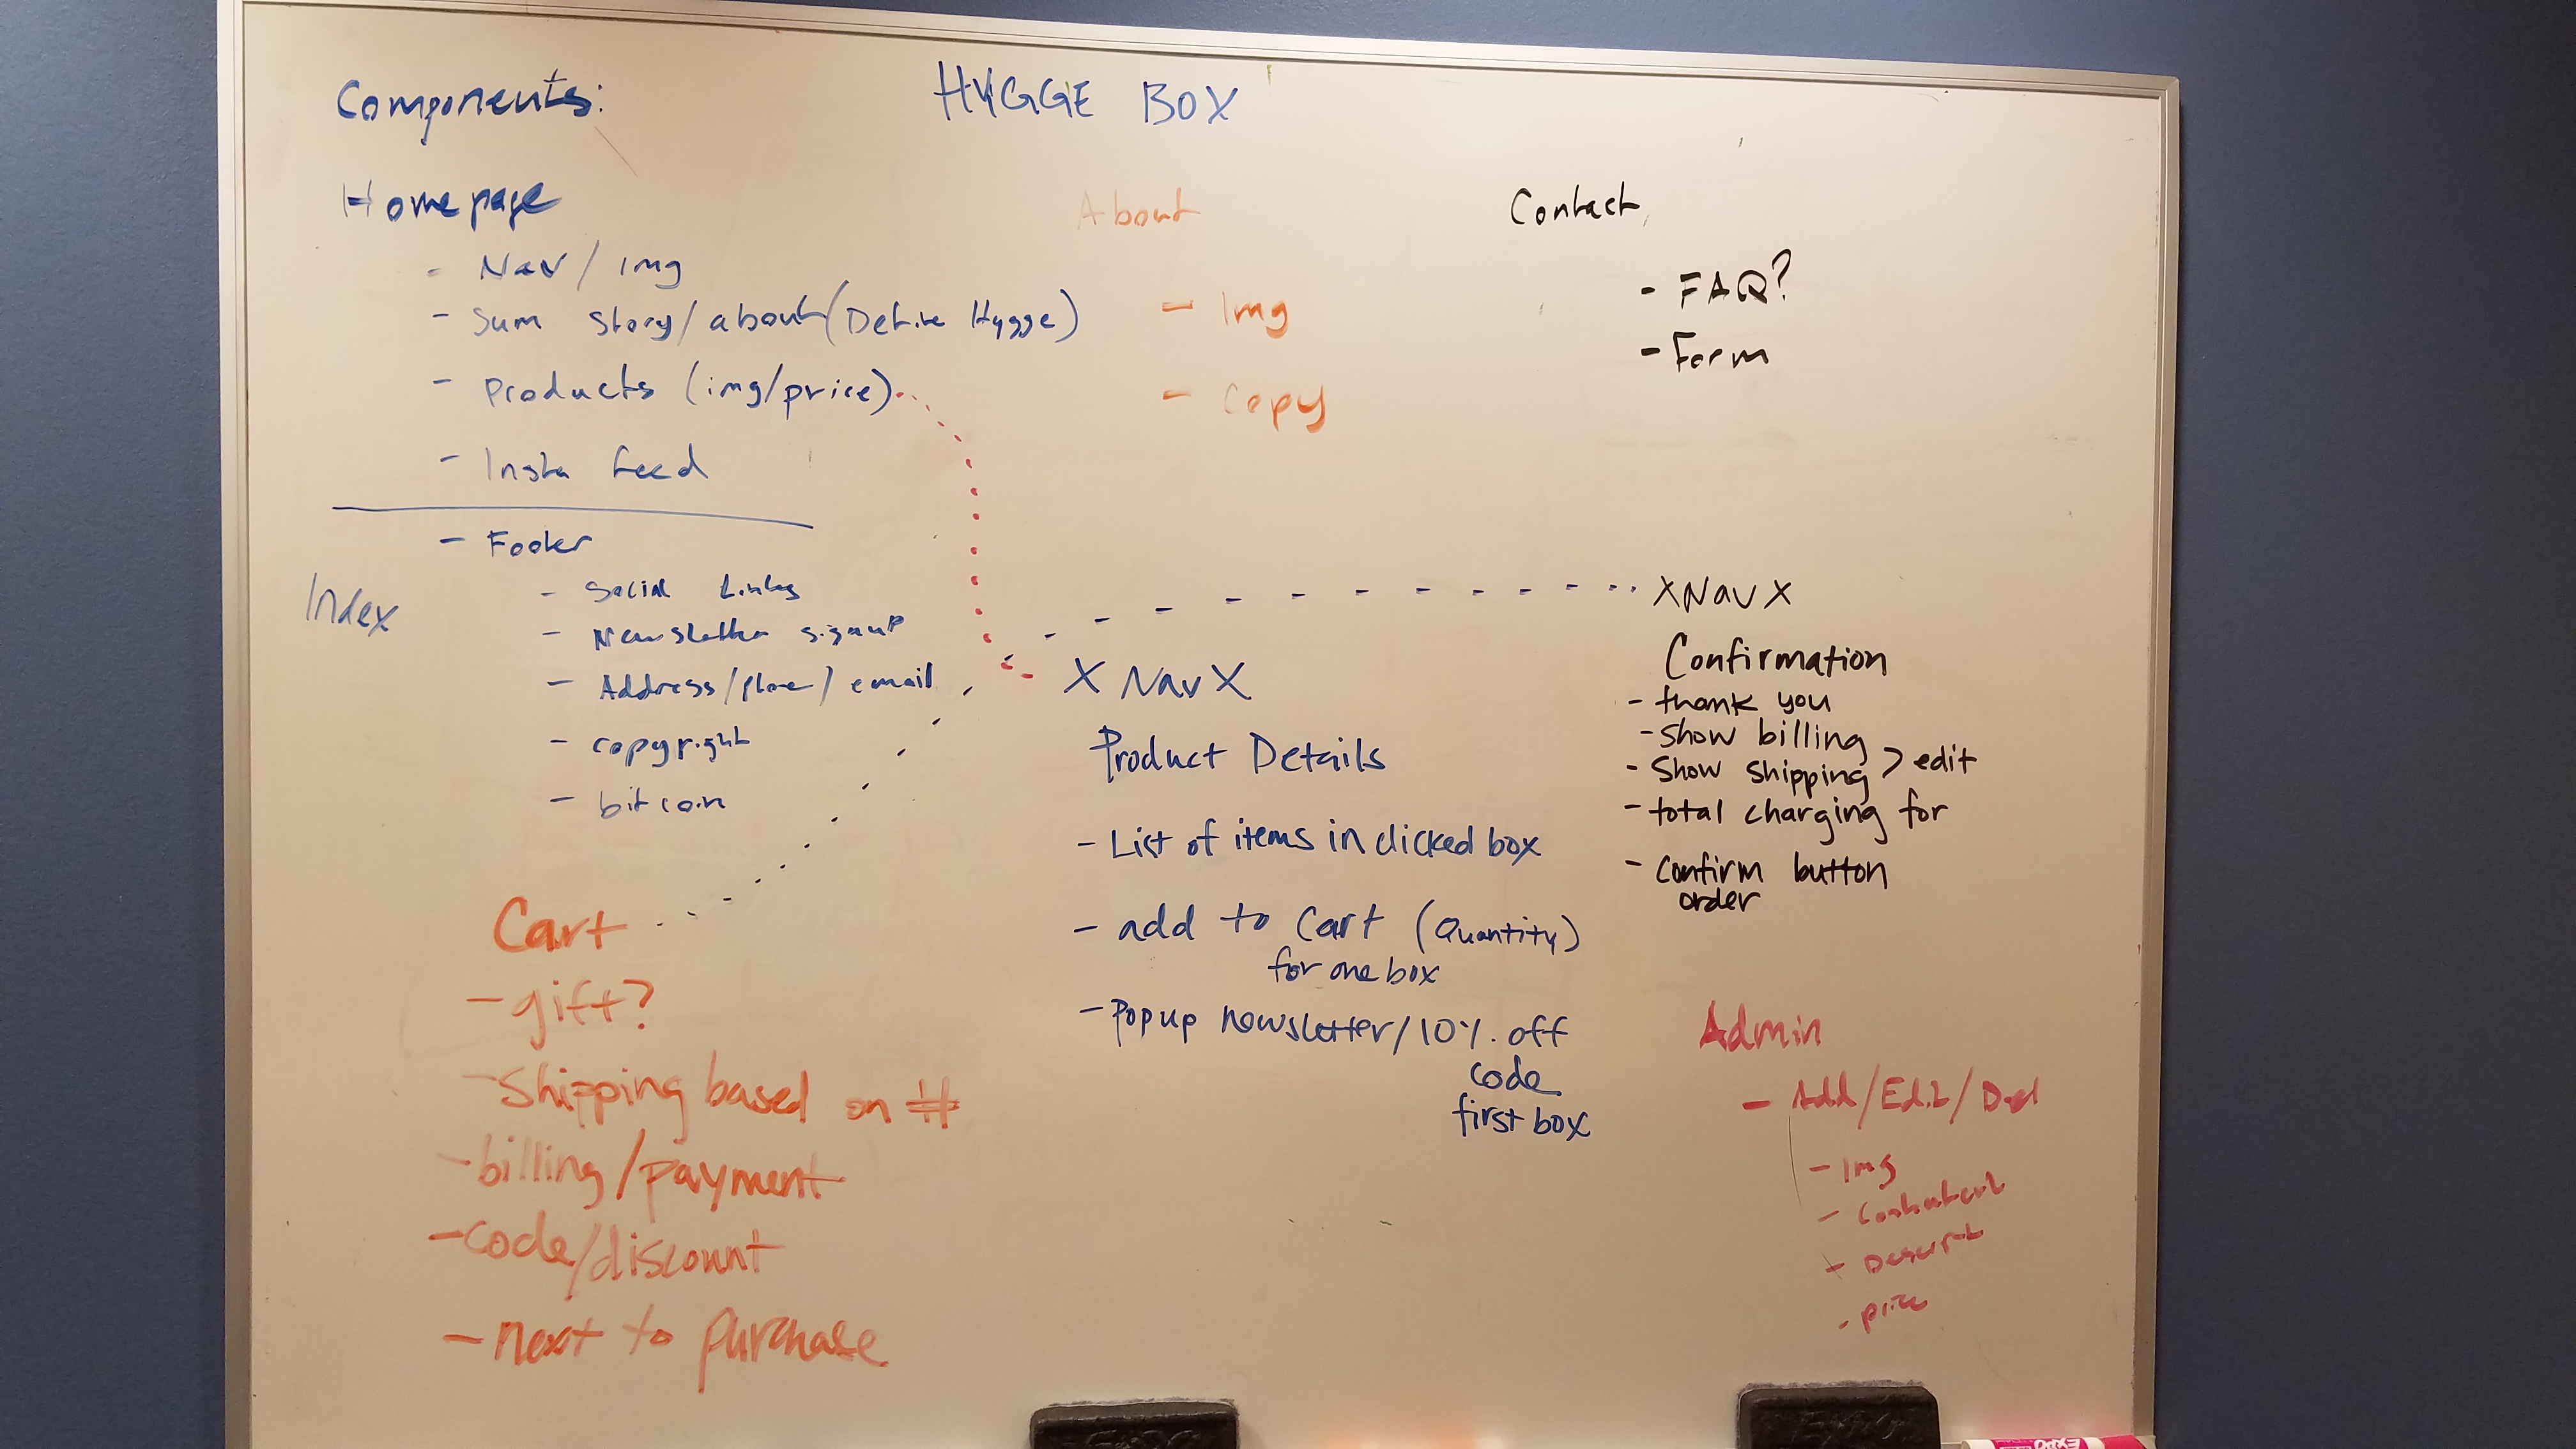 Components:
HYGGE BOX
Homepage
- Nav / Img
- Sum Story/about (Define Hygge)
- Products (img/price)
- Insta feed
- Footer
Index
- Social Links
- Newsletter signup
- Address/phone/email
- copyright
- bitcoin
About
- Img
- Copy
Contact
- FAQ?
- Form
X Nav X
Product Details
- List of items in clicked box
- add to Cart (Quantity)
for one box
- Popup newsletter/10% off
code
first box
XNavX
Confirmation
- thank you
- Show billing
- Show shipping > edit
- total charging for
- Confirm button
order
Cart
- gift?
- Shipping based on #
- billing/payment
- code/discount
- next to purchase
Admin
- Add/Edit/Del
- Img
- Descript
- price
EXPO